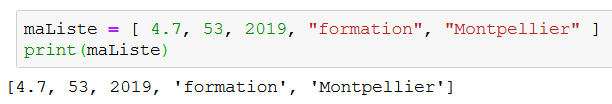 maListe = [ 4.7, 53, 2019, "formation", "Montpellier" ]
print(maListe)
[4.7, 53, 2019, 'formation', 'Montpellier']